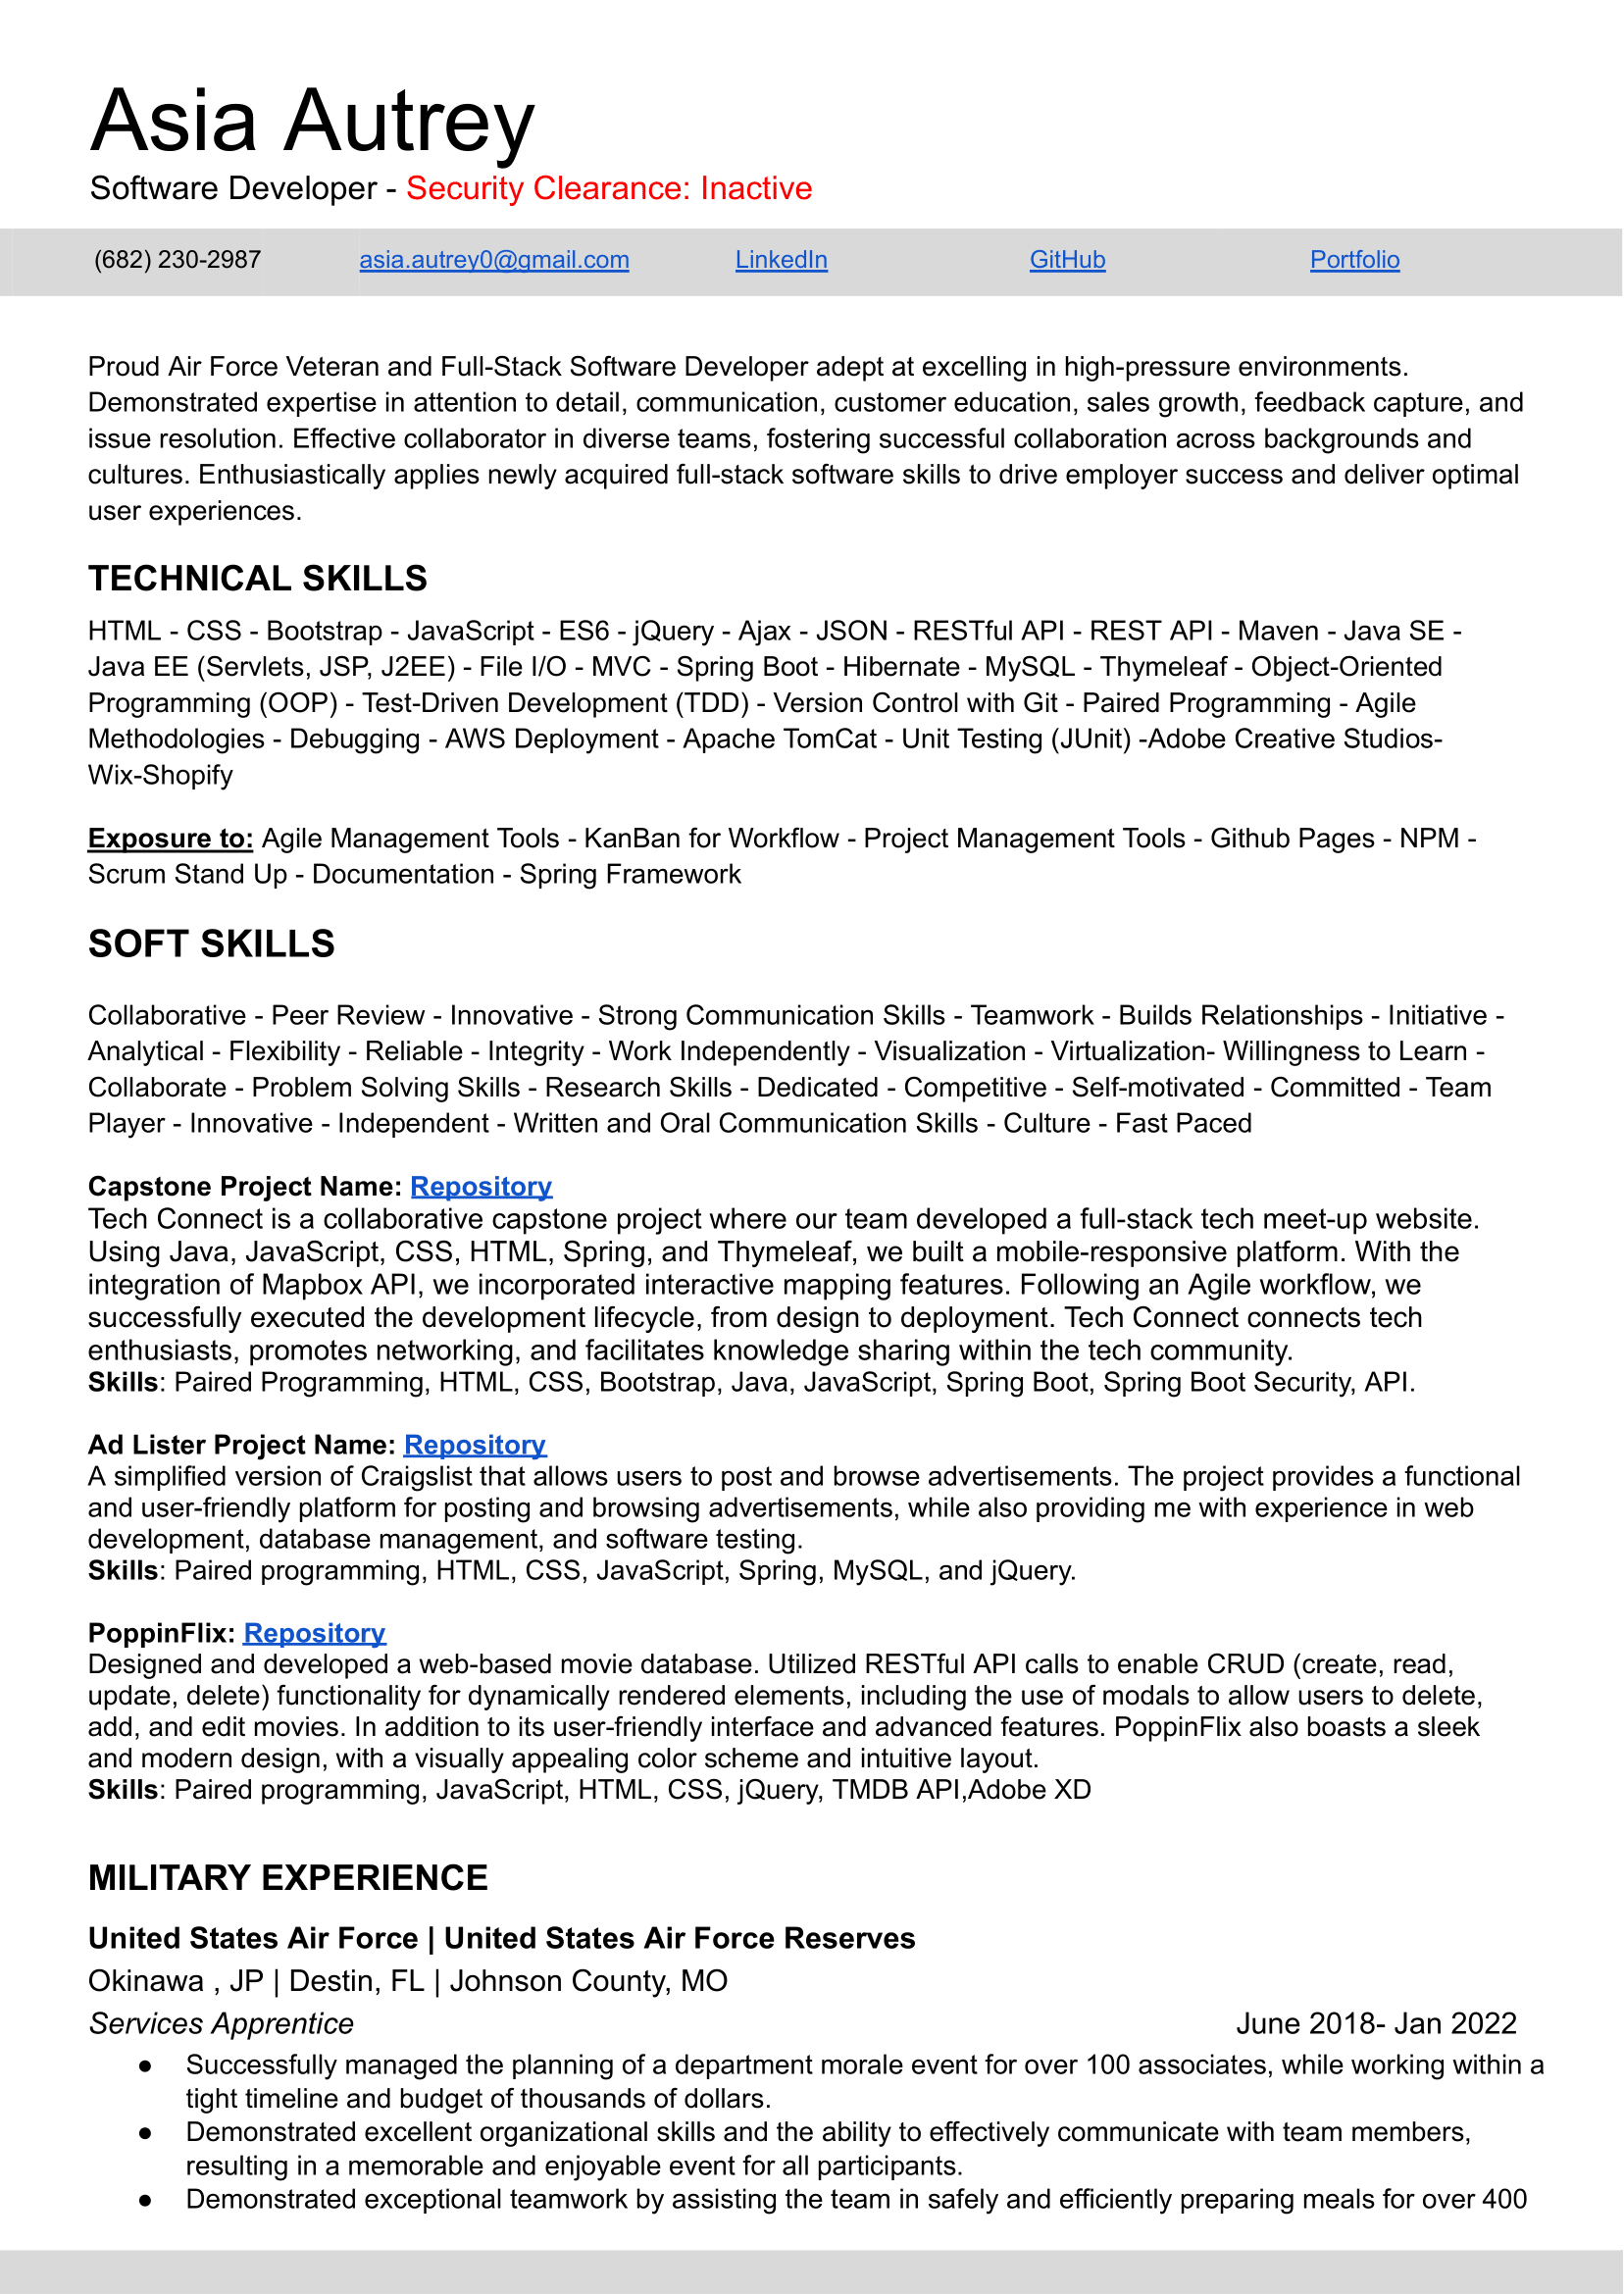 Asia Autrey
Software Developer - Security Clearance: Inactive
(682) 230-2987 asia.autrey0@gmail.com LinkedIn GitHub Portfolio
Proud Air Force Veteran and Full-Stack Software Developer adept at excelling in high-pressure environments.
Demonstrated expertise in attention to detail, communication, customer education, sales growth, feedback capture, and
issue resolution. Effective collaborator in diverse teams, fostering successful collaboration across backgrounds and
cultures. Enthusiastically applies newly acquired full-stack software skills to drive employer success and deliver optimal
user experiences.
TECHNICAL SKILLS
HTML - CSS - Bootstrap - JavaScript - ES6 - jQuery - Ajax - JSON - RESTful API - REST API - Maven - Java SE -
Java EE (Servlets, JSP, J2EE) - File I/O - MVC - Spring Boot - Hibernate - MySQL - Thymeleaf - Object-Oriented
Programming (OOP) - Test-Driven Development (TDD) - Version Control with Git - Paired Programming - Agile
Methodologies - Debugging - AWS Deployment - Apache TomCat - Unit Testing (JUnit) -Adobe Creative Studios-
Wix-Shopify
Exposure to: Agile Management Tools - KanBan for Workflow - Project Management Tools - Github Pages - NPM -
Scrum Stand Up - Documentation - Spring Framework
SOFT SKILLS
Collaborative - Peer Review - Innovative - Strong Communication Skills - Teamwork - Builds Relationships - Initiative -
Analytical - Flexibility - Reliable - Integrity - Work Independently - Visualization - Virtualization- Willingness to Learn -
Collaborate - Problem Solving Skills - Research Skills - Dedicated - Competitive - Self-motivated - Committed - Team
Player - Innovative - Independent - Written and Oral Communication Skills - Culture - Fast Paced
Capstone Project Name: Repository
Tech Connect is a collaborative capstone project where our team developed a full-stack tech meet-up website.
Using Java, JavaScript, CSS, HTML, Spring, and Thymeleaf, we built a mobile-responsive platform. With the
integration of Mapbox API, we incorporated interactive mapping features. Following an Agile workflow, we
successfully executed the development lifecycle, from design to deployment. Tech Connect connects tech
enthusiasts, promotes networking, and facilitates knowledge sharing within the tech community.
Skills: Paired Programming, HTML, CSS, Bootstrap, Java, JavaScript, Spring Boot, Spring Boot Security, API.
Ad Lister Project Name: Repository
A simplified version of Craigslist that allows users to post and browse advertisements. The project provides a functional
and user-friendly platform for posting and browsing advertisements, while also providing me with experience in web
development, database management, and software testing.
Skills: Paired programming, HTML, CSS, JavaScript, Spring, MySQL, and jQuery.
PoppinFlix: Repository
Designed and developed a web-based movie database. Utilized RESTful API calls to enable CRUD (create, read,
update, delete) functionality for dynamically rendered elements, including the use of modals to allow users to delete,
add, and edit movies. In addition to its user-friendly interface and advanced features. PoppinFlix also boasts a sleek
and modern design, with a visually appealing color scheme and intuitive layout.
Skills: Paired programming, JavaScript, HTML, CSS, jQuery, TMDB API,Adobe XD
MILITARY EXPERIENCE
United States Air Force | United States Air Force Reserves
Okinawa , JP | Destin, FL | Johnson County, MO
Services Apprentice June 2018- Jan 2022
● Successfully managed the planning of a department morale event for over 100 associates, while working within a
tight timeline and budget of thousands of dollars.
● Demonstrated excellent organizational skills and the ability to effectively communicate with team members,
resulting in a memorable and enjoyable event for all participants.
● Demonstrated exceptional teamwork by assisting the team in safely and efficiently preparing meals for over 400